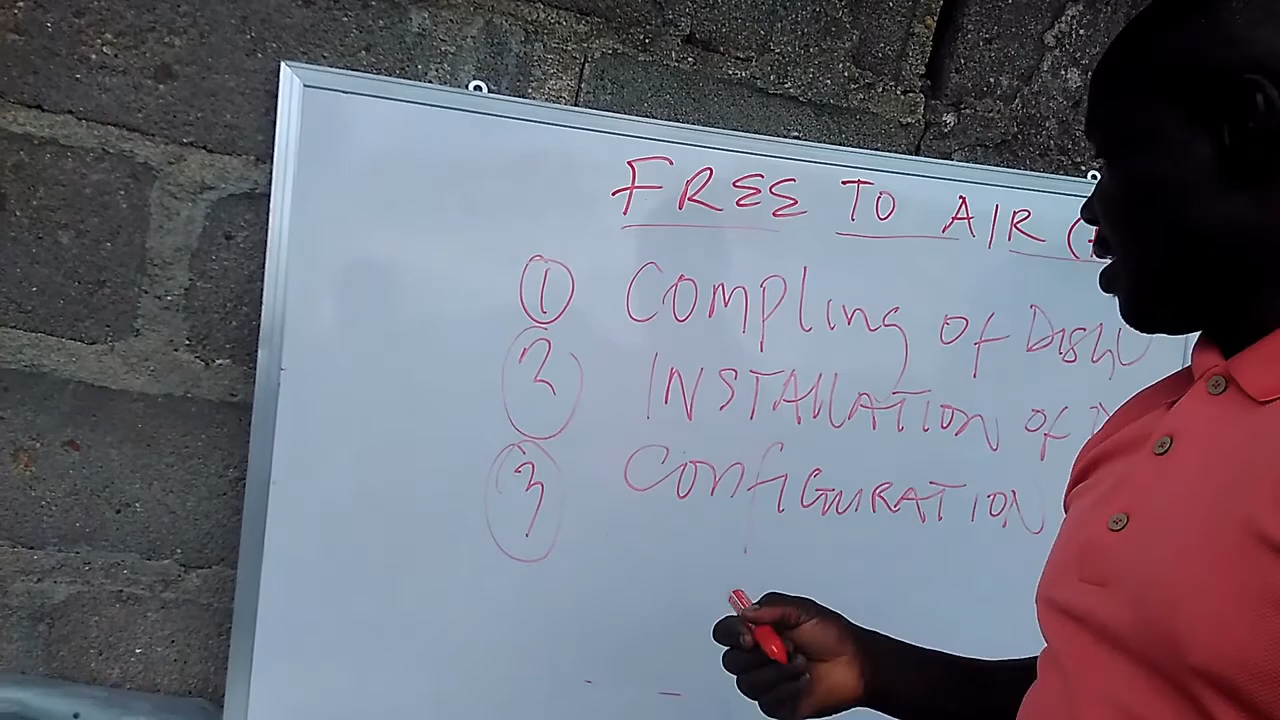 FREE TO AIR (
① Compling of Dish
② INSTALLATION of
③ ConfiGURATION